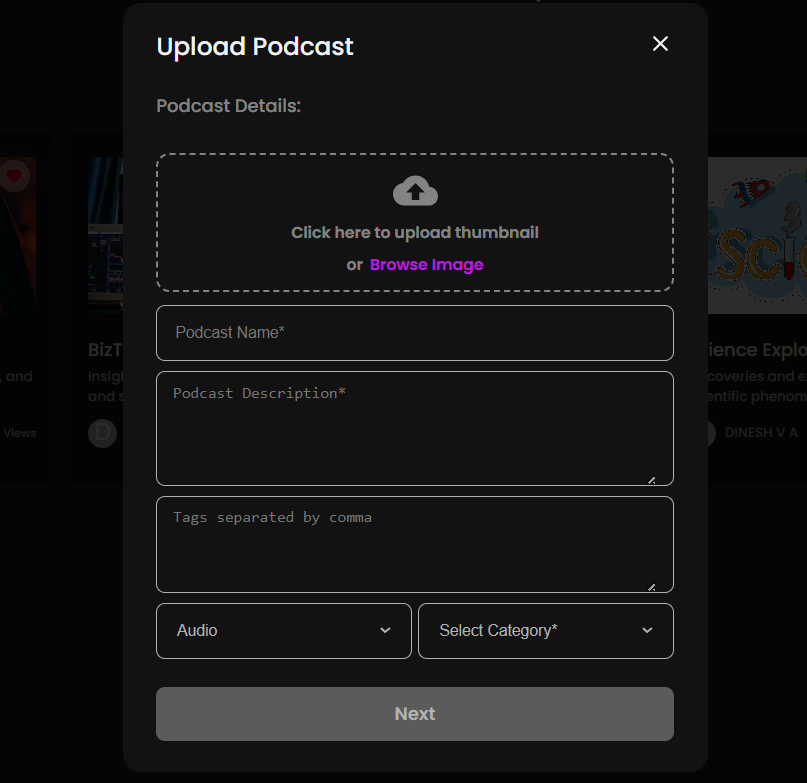 Upload Podcast
Podcast Details:
Click here to upload thumbnail
or Browse Image
Podcast Name*
Podcast Description*
Tags separated by comma
Audio
Select Category*
Next
BizT
Insigh
and s
D
, and
Views
ience Explo
coveries and e
entific phenom
DINESH V A